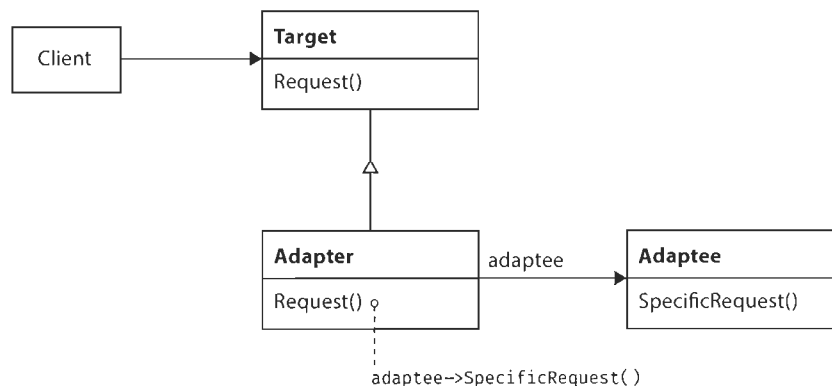 Client
Target
Request()
Adapter
Request()
adaptee
Adaptee
SpecificRequest()
adaptee->SpecificRequest()